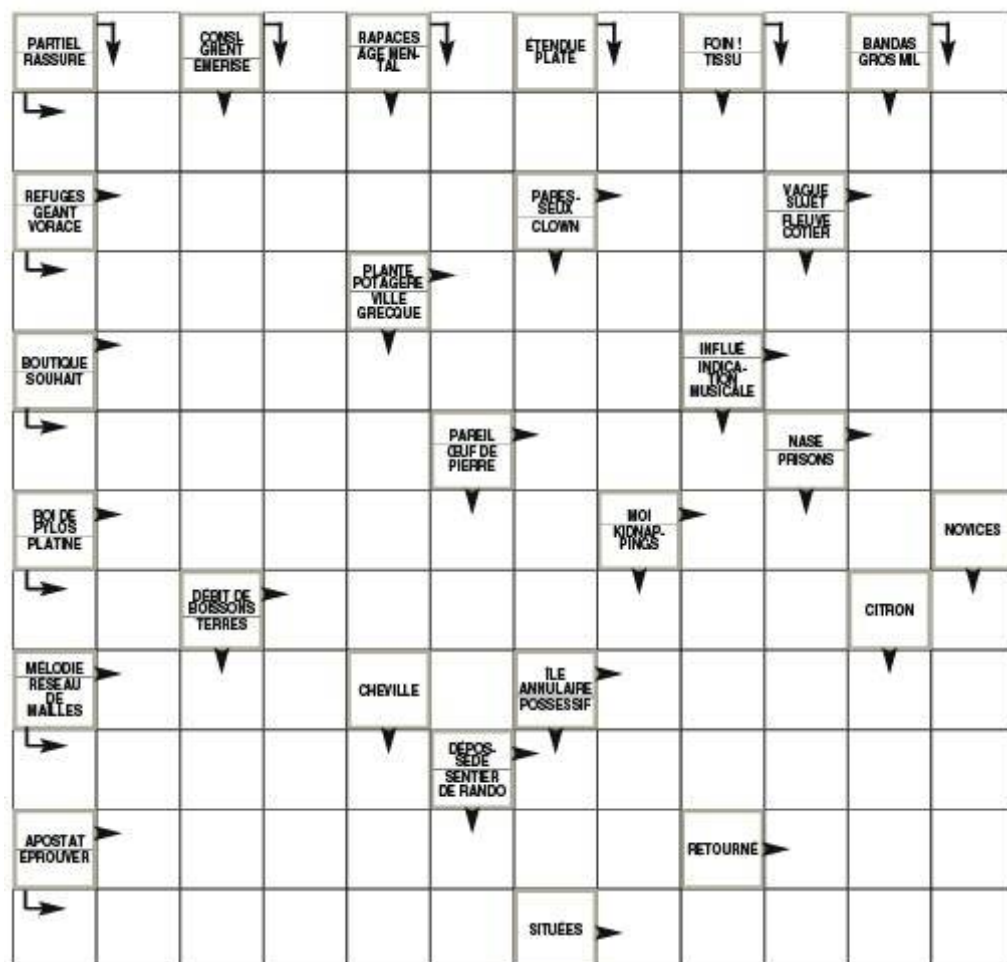 PARTIEL
RASSURE
CONSI-
GNENT
EMERISE
RAPACES
AGE MEN-
TAL
ÉTENDUE
PLATE
FOIN !
TISSU
BANDAS
GROS MIL
REFUGES
GEANT
VORACE
PARES-
SEUX
CLOWN
VAGUE
SUJET
FLEUVE
COTIER
PLANTE
POTAGERE
VILLE
GRECQUE
BOUTIQUE
SOUHAIT
INFLUÉ
INDICA-
TION
MUSICALE
PAREIL
ŒUF DE
PIERRE
NASE
PRISONS
ROI DE
PYLOS
PLATINE
MOI
KIDNAP-
PINGS
NOVICES
DÉBIT DE
BOISSONS
TERRES
CITRON
MÉLODIE
RESEAU
DE
MAILLES
CHEVILLE
ÎLE
ANNULAIRE
POSSESSIF
DÉPOS-
SÈDE
SENTIER
DE RANDO
APOSTAT
EPROUVER
RETOURNÉ
SITUÉES